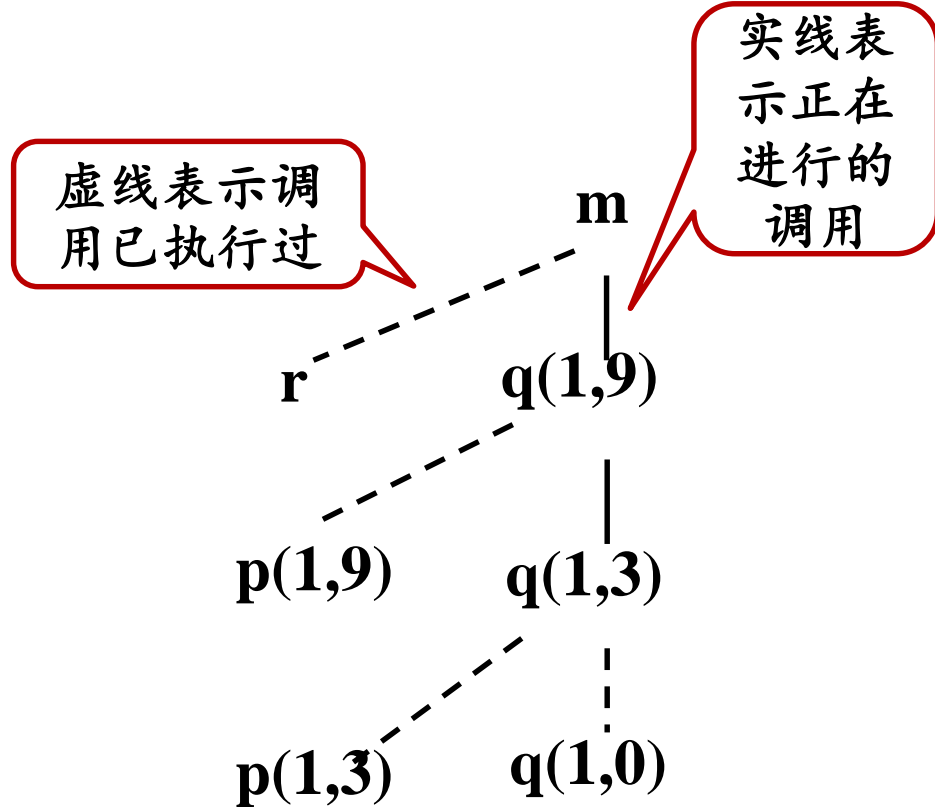 实线表
示正在
进行的
调用
虚线表示调
用已执行过
m
r
q(1,9)
p(1,9)
q(1,3)
p(1,3)
q(1,0)